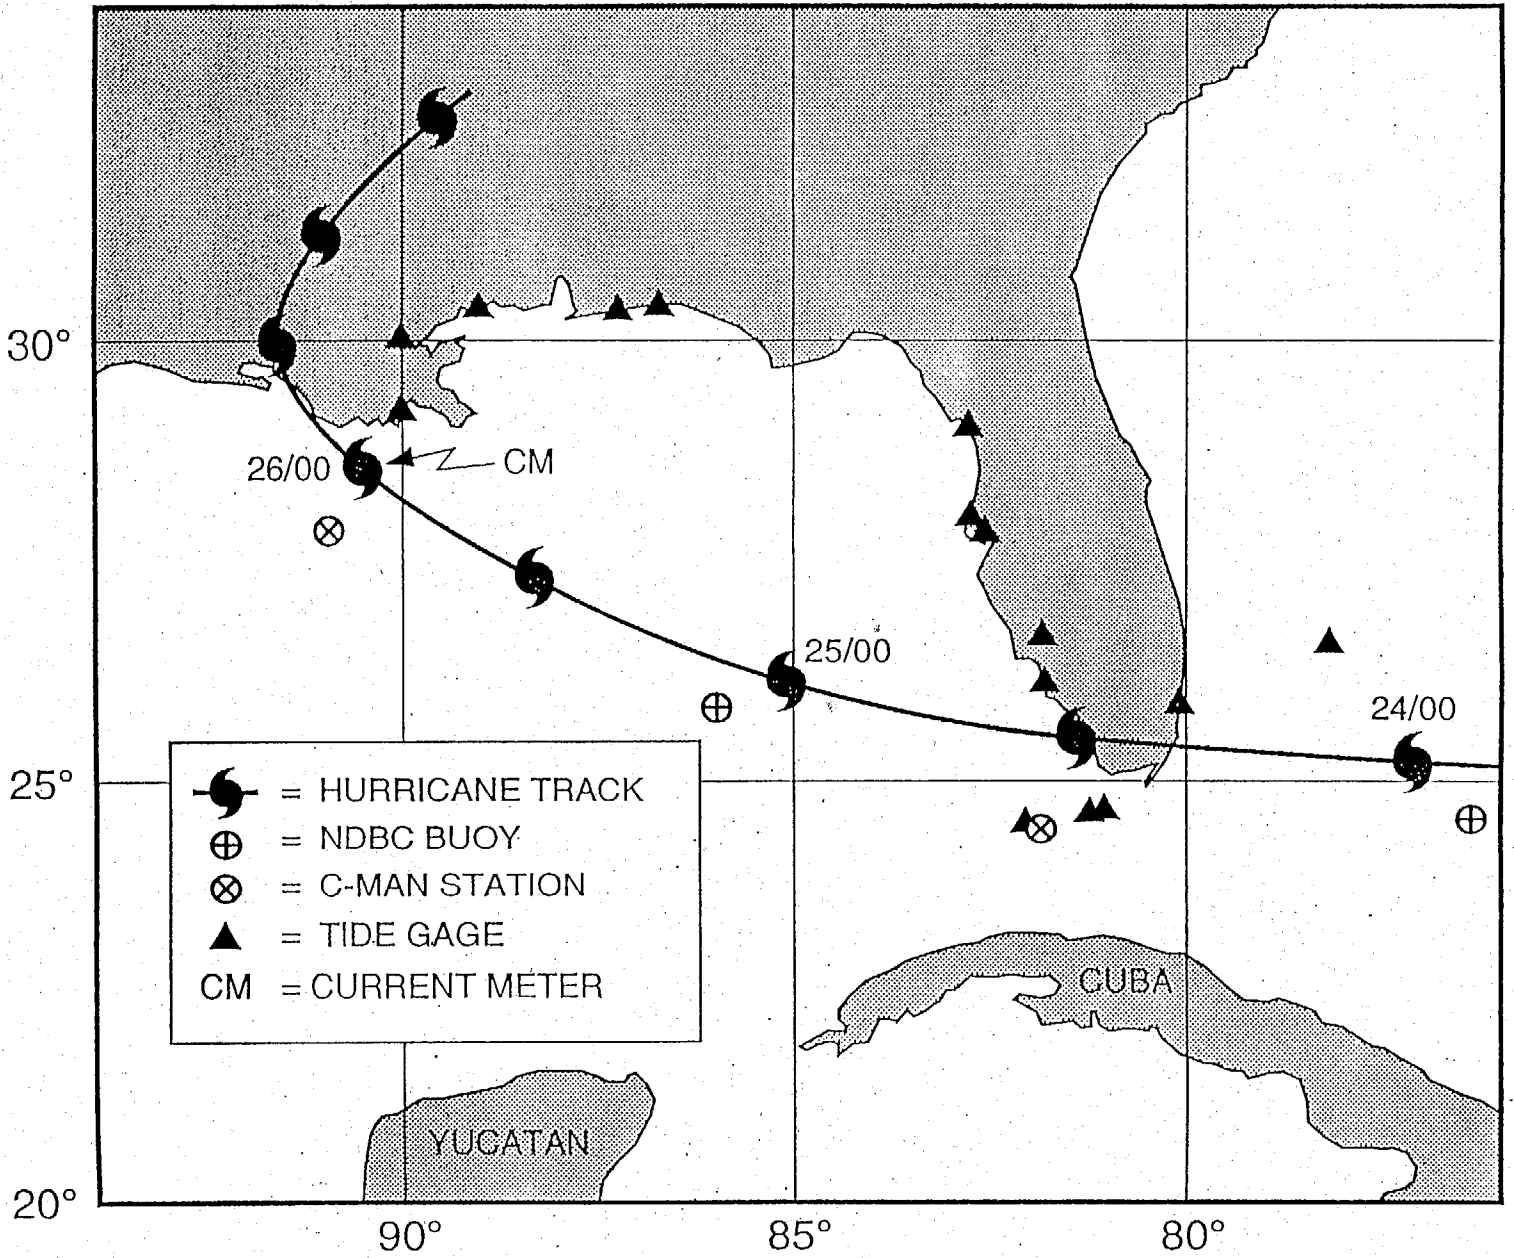 30°
26/00
CM
25/00
24/00
25°
= HURRICANE TRACK
= NDBC BUOY
= C-MAN STATION
= TIDE GAGE
CM = CURRENT METER
CUBA
YUCATAN
20°
90°
85°
80°